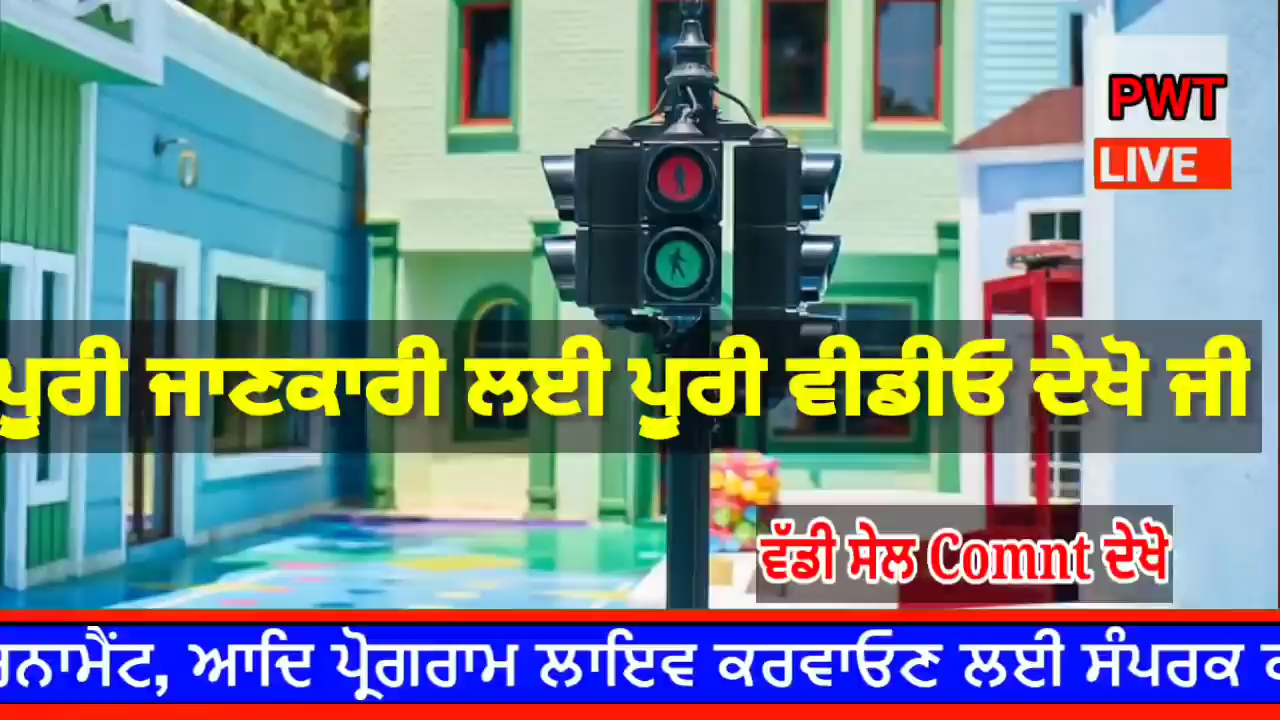 PWT
LIVE
ਪੂਰੀ ਜਾਣਕਾਰੀ ਲਈ ਪੂਰੀ ਵੀਡੀਓ ਦੇਖੋ ਜੀ
ਵੱਡੀ ਸੇਲ Comnt ਦੇਖੋ
ਆਦਿ ਪ੍ਰੋਗਰਾਮ ਲਾਇਵ ਕਰਵਾਓਣ ਲਈ ਸੰਪਰਕ